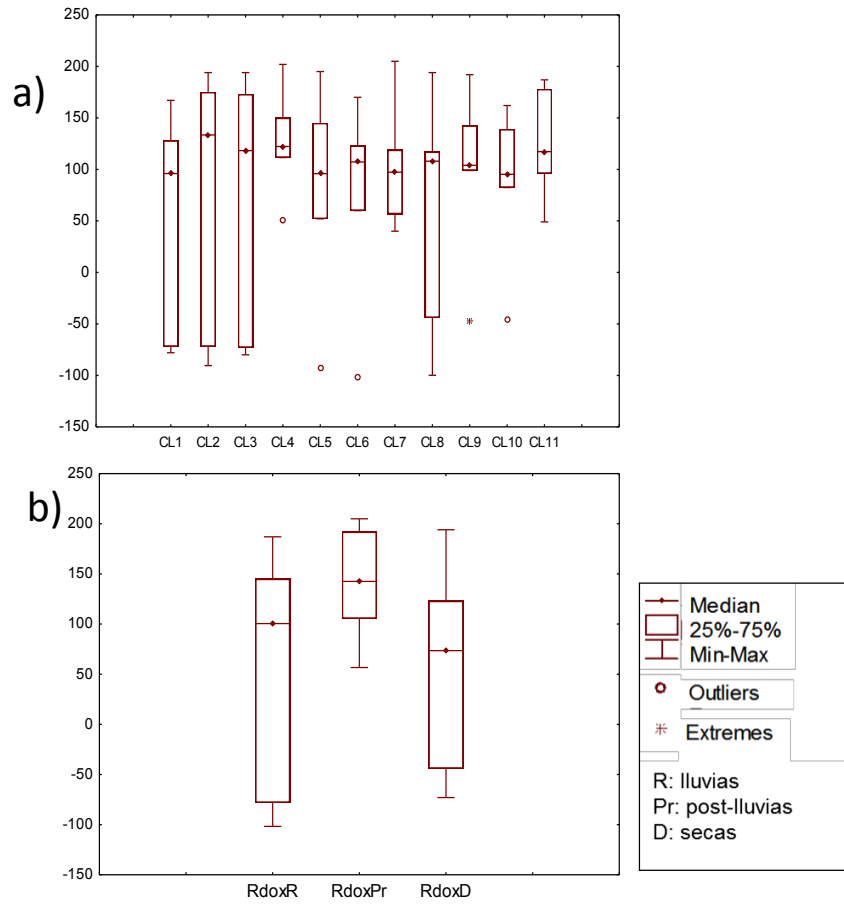 a)
250
200
150
100
50
0
-50
-100
-150
CL1 CL2 CL3 CL4 CL5 CL6 CL7 CL8 CL9 CL10 CL11
b)
250
200
150
100
50
0
-50
-100
-150
RdoxR RdoxPr RdoxD
Median
25%-75%
Min-Max
Outliers
Extremes
R: lluvias
Pr: post-lluvias
D: secas